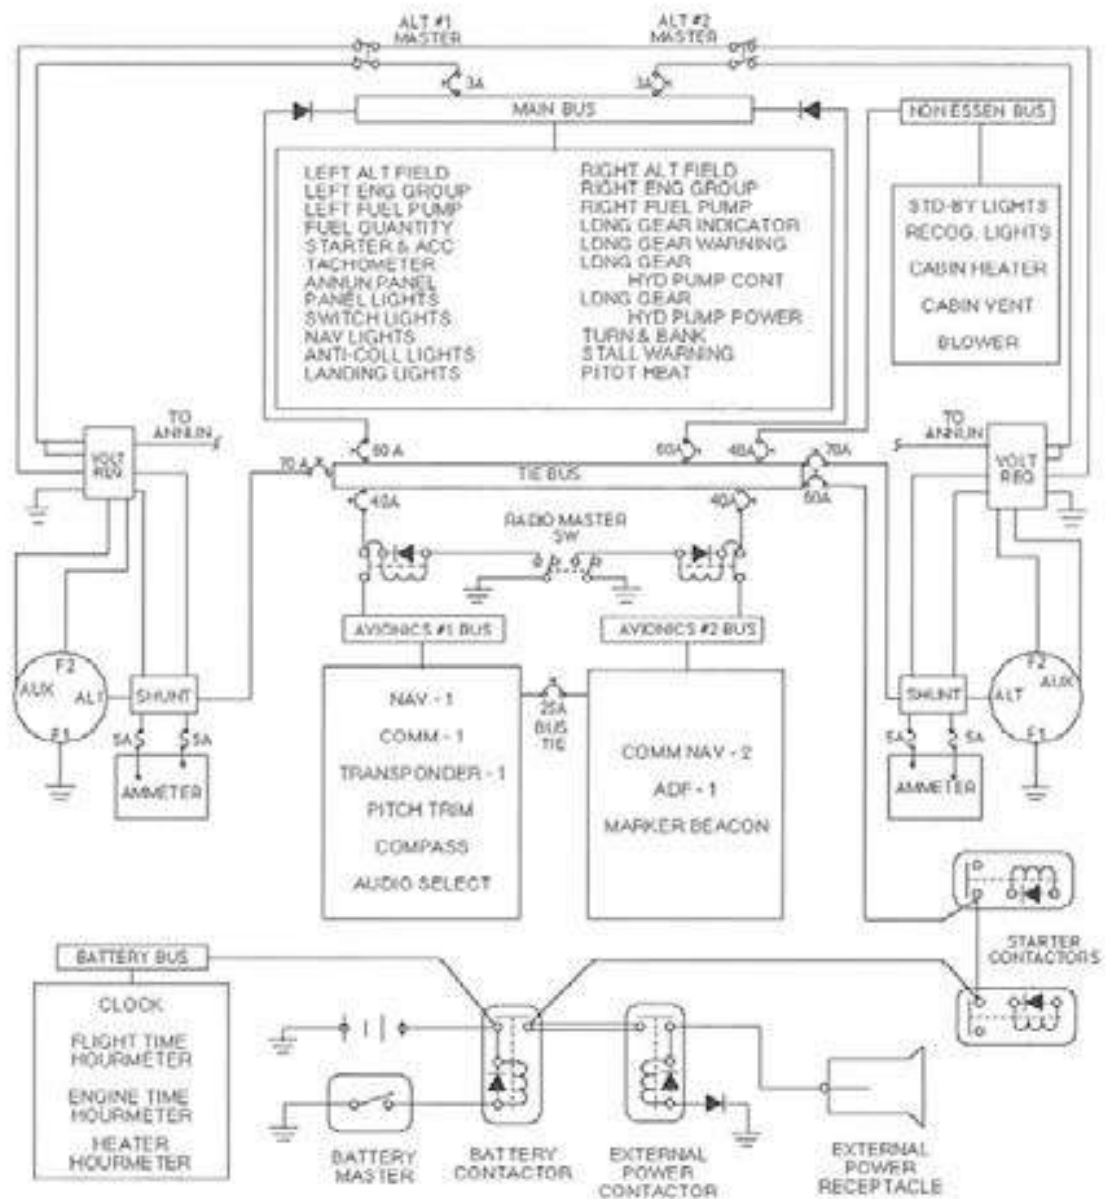 ALT #1
MASTER
ALT #2
MASTER
3A
3A
MAIN BUS
NON ESSEN BUS
LEFT ALT FIELD
LEFT ENG GROUP
LEFT FUEL PUMP
FUEL QUANTITY
STARTER & ACC
TACHOMETER
ANNUN PANEL
PANEL LIGHTS
SWITCH LIGHTS
NAV LIGHTS
ANTI-COLL LIGHTS
LANDING LIGHTS
RIGHT ALT FIELD
RIGHT ENG GROUP
RIGHT FUEL PUMP
LDNG GEAR INDICATOR
LDNG GEAR WARNING
LDNG GEAR
HYD PUMP CONT
LDNG GEAR
HYD PUMP POWER
TURN & BANK
STALL WARNING
PITOT HEAT
STD-BY LIGHTS
RECOG. LIGHTS
CABIN HEATER
CABIN VENT
BLOWER
TO
ANNUN
VOLT
REG
TO
ANNUN
VOLT
REG
70A
60A
60A
40A
70A
TIE BUS
40A
40A
60A
RADIO MASTER
SW
AVIONICS #1 BUS
AVIONICS #2 BUS
F2
AUX
ALT
F1
SHUNT
5A
5A
AMMETER
NAV - 1
COMM - 1
TRANSPONDER - 1
PITCH TRIM
COMPASS
AUDIO SELECT
25A
BUS
TIE
COMM NAV - 2
ADF - 1
MARKER BEACON
SHUNT
F2
ALT
AUX
F1
5A
5A
AMMETER
STARTER
CONTACTORS
BATTERY BUS
CLOCK
FLIGHT TIME
HOURMETER
ENGINE TIME
HOURMETER
HEATER
HOURMETER
BATTERY
MASTER
BATTERY
CONTACTOR
EXTERNAL
POWER
CONTACTOR
EXTERNAL
POWER
RECEPTACLE